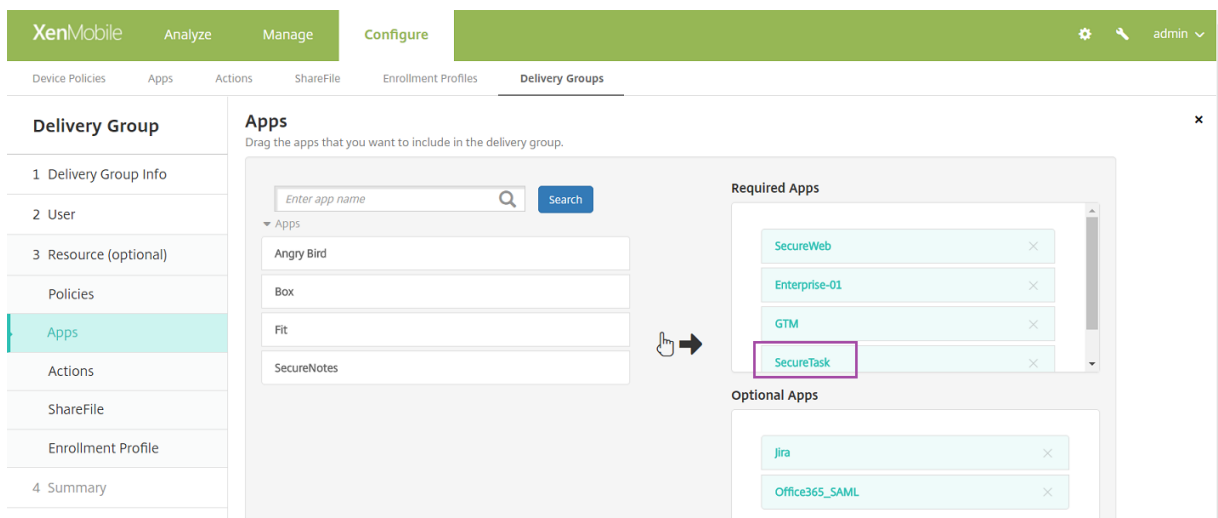 XenMobile Analyze Manage Configure admin
Device Policies Apps Actions ShareFile Enrollment Profiles Delivery Groups
Delivery Group
1 Delivery Group Info
2 User
3 Resource (optional)
Policies
Apps
Actions
ShareFile
Enrollment Profile
4 Summary
Apps
Drag the apps that you want to include in the delivery group.
Enter app name Search
Apps
Angry Bird
Box
Fit
SecureNotes
Required Apps
SecureWeb
Enterprise-01
GTM
SecureTask
Optional Apps
Jira
Office365_SAML